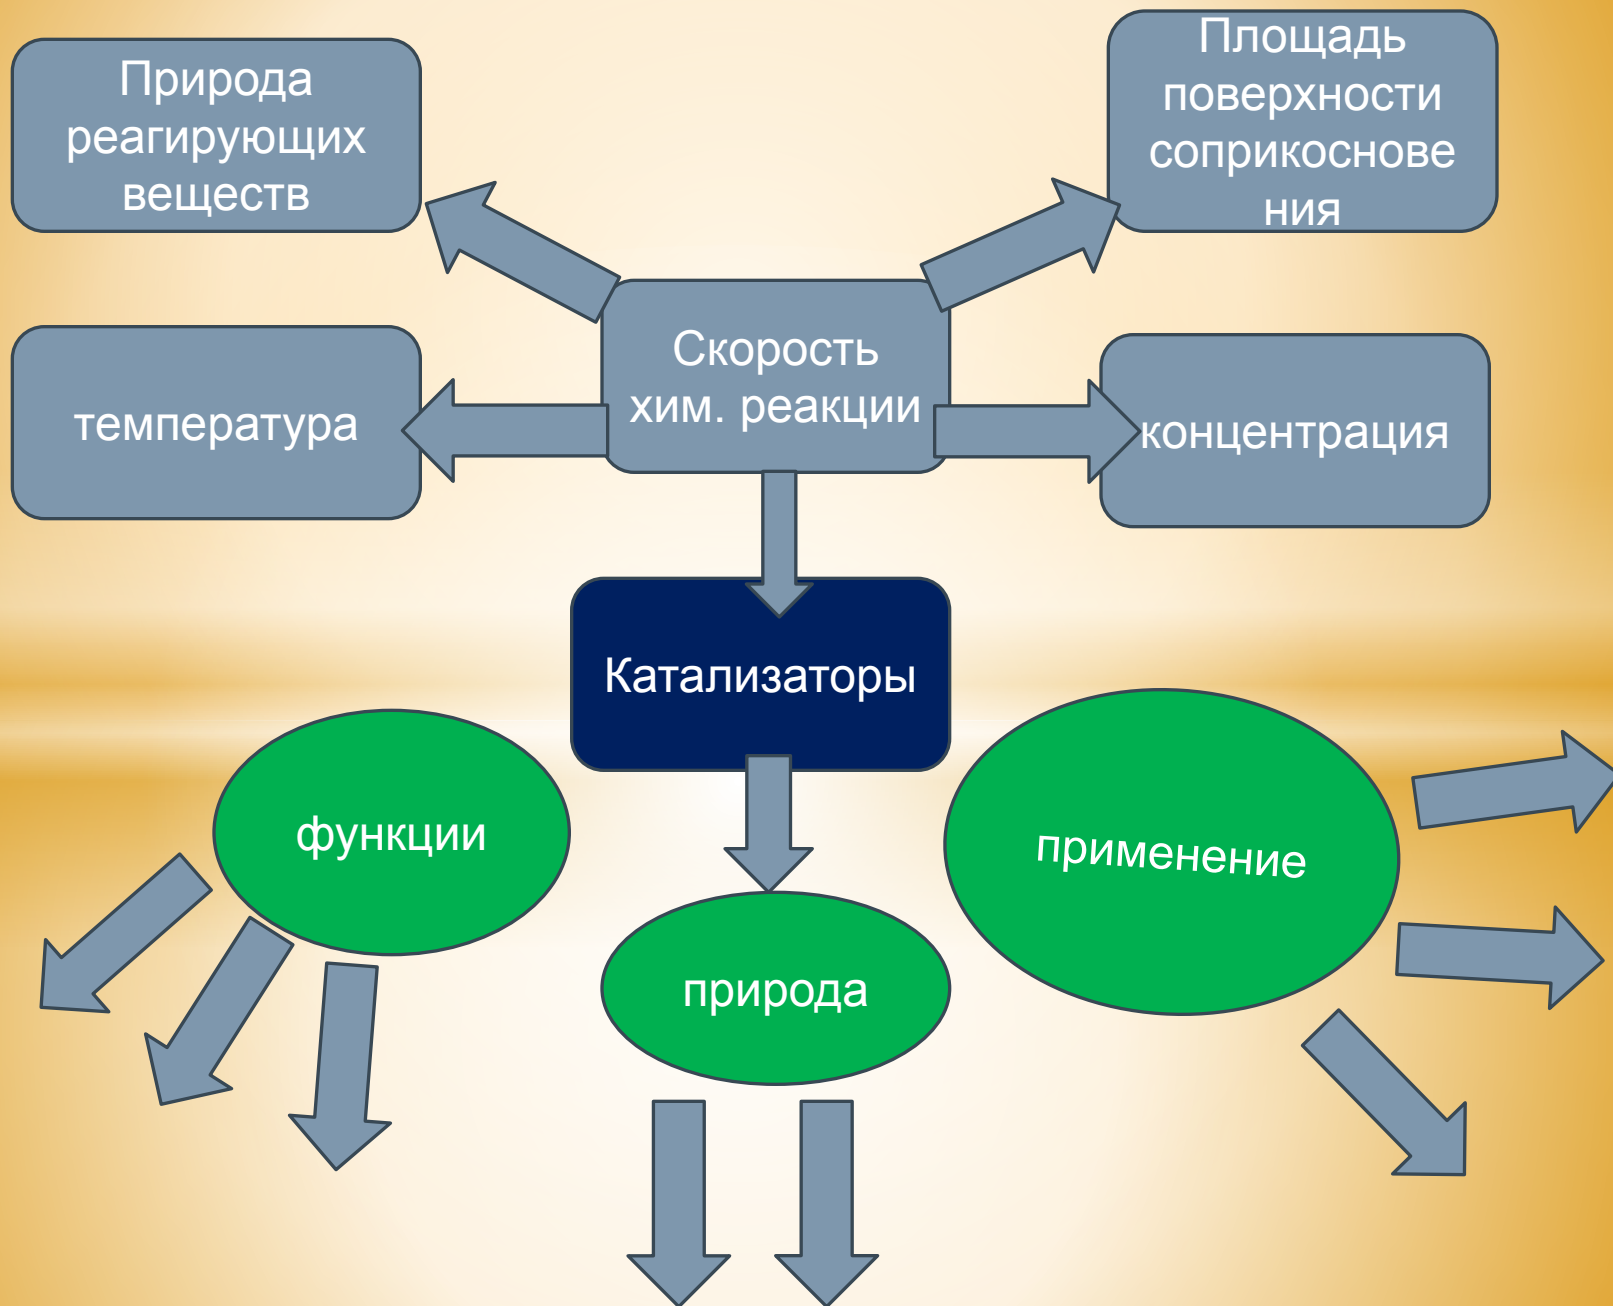 Природа
реагирующих
веществ
Площадь
поверхности
соприкоснове
ния
Скорость
хим. реакции
температура
концентрация
Катализаторы
функции
применение
природа